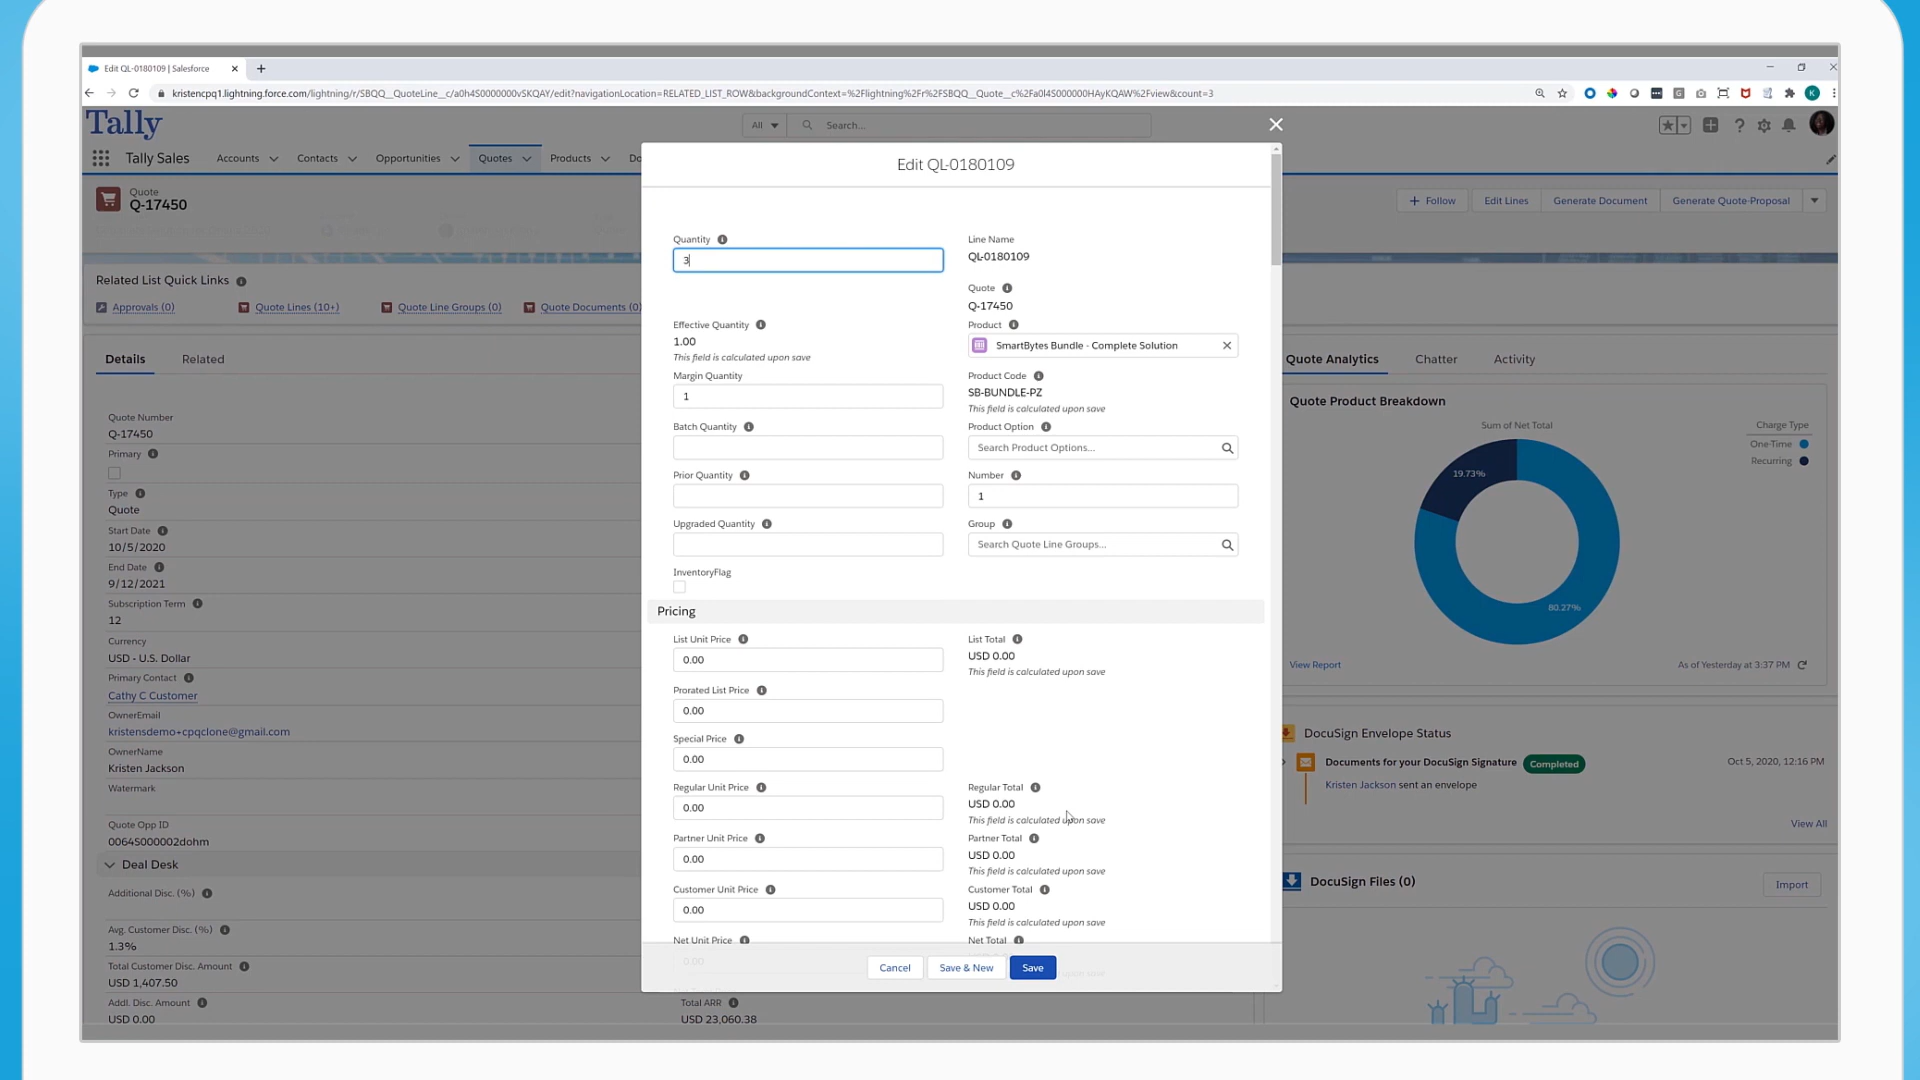 Edit QL-0180109 | Salesforce
kristencpq1.lightning.force.com/lightning/r/SBQQ__QuoteLine__c/a0h4S0000000vSKQAY/edit?navigationLocation=RELATED_LIST_ROW&backgroundContext=%2Flightning%2Fr%2FSBQQ__Quote__c%2Fa0l4S000000HAyKQAW%2Fview&count=3
Tally
All
Search...
Tally Sales
Accounts
Contacts
Opportunities
Quotes
Products
Do
Quote
Q-17450
Follow
Edit Lines
Generate Document
Generate Quote-Proposal
Related List Quick Links
Approvals (0)
Quote Lines (10+)
Quote Line Groups (0)
Quote Documents (0)
Details
Related
Quote Number
Q-17450
Primary
Type
Quote
Start Date
10/5/2020
End Date
9/12/2021
Subscription Term
12
Currency
USD - U.S. Dollar
Primary Contact
Cathy C Customer
OwnerEmail
kristensdemo+cpqclone@gmail.com
OwnerName
Kristen Jackson
Watermark
Quote Opp ID
0064S000002dohm
Deal Desk
Additional Disc. (%)
Avg. Customer Disc. (%)
1.3%
Total Customer Disc. Amount
USD 1,407.50
Addl. Disc. Amount
USD 0.00
Total ARR
USD 23,060.38
Edit QL-0180109
Quantity
3
Line Name
QL-0180109
Quote
Q-17450
Effective Quantity
1.00
This field is calculated upon save
Product
SmartBytes Bundle - Complete Solution
Margin Quantity
1
Product Code
SB-BUNDLE-PZ
This field is calculated upon save
Batch Quantity
Product Option
Search Product Options...
Prior Quantity
Number
1
Upgraded Quantity
Group
Search Quote Line Groups...
InventoryFlag
Pricing
List Unit Price
0.00
List Total
USD 0.00
This field is calculated upon save
Prorated List Price
0.00
Special Price
0.00
Regular Unit Price
0.00
Regular Total
USD 0.00
This field is calculated upon save
Partner Unit Price
0.00
Partner Total
USD 0.00
This field is calculated upon save
Customer Unit Price
0.00
Customer Total
USD 0.00
This field is calculated upon save
Net Unit Price
0.00
Net Total
Cancel
Save & New
Save
Quote Analytics
Chatter
Activity
Quote Product Breakdown
Sum of Net Total
Charge Type
One-Time
Recurring
19.73%
80.27%
View Report
As of Yesterday at 3:37 PM
DocuSign Envelope Status
Documents for your DocuSign Signature
Completed
Oct 5, 2020, 12:16 PM
Kristen Jackson sent an envelope
View All
DocuSign Files (0)
Import